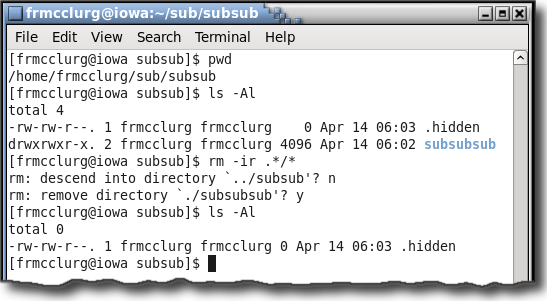 frmcclurg@iowa:~/sub/subsub
File Edit View Search Terminal Help
[frmcclurg@iowa subsub]$ pwd
/home/frmcclurg/sub/subsub
[frmcclurg@iowa subsub]$ ls -Al
total 4
-rw-rw-r--. 1 frmcclurg frmcclurg    0 Apr 14 06:03 .hidden
drwxrwxr-x. 2 frmcclurg frmcclurg 4096 Apr 14 06:02 subsubsub
[frmcclurg@iowa subsub]$ rm -ir .*/*
rm: descend into directory `../subsub'? n
rm: remove directory `./subsubsub'? y
[frmcclurg@iowa subsub]$ ls -Al
total 0
-rw-rw-r--. 1 frmcclurg frmcclurg 0 Apr 14 06:03 .hidden
[frmcclurg@iowa subsub]$